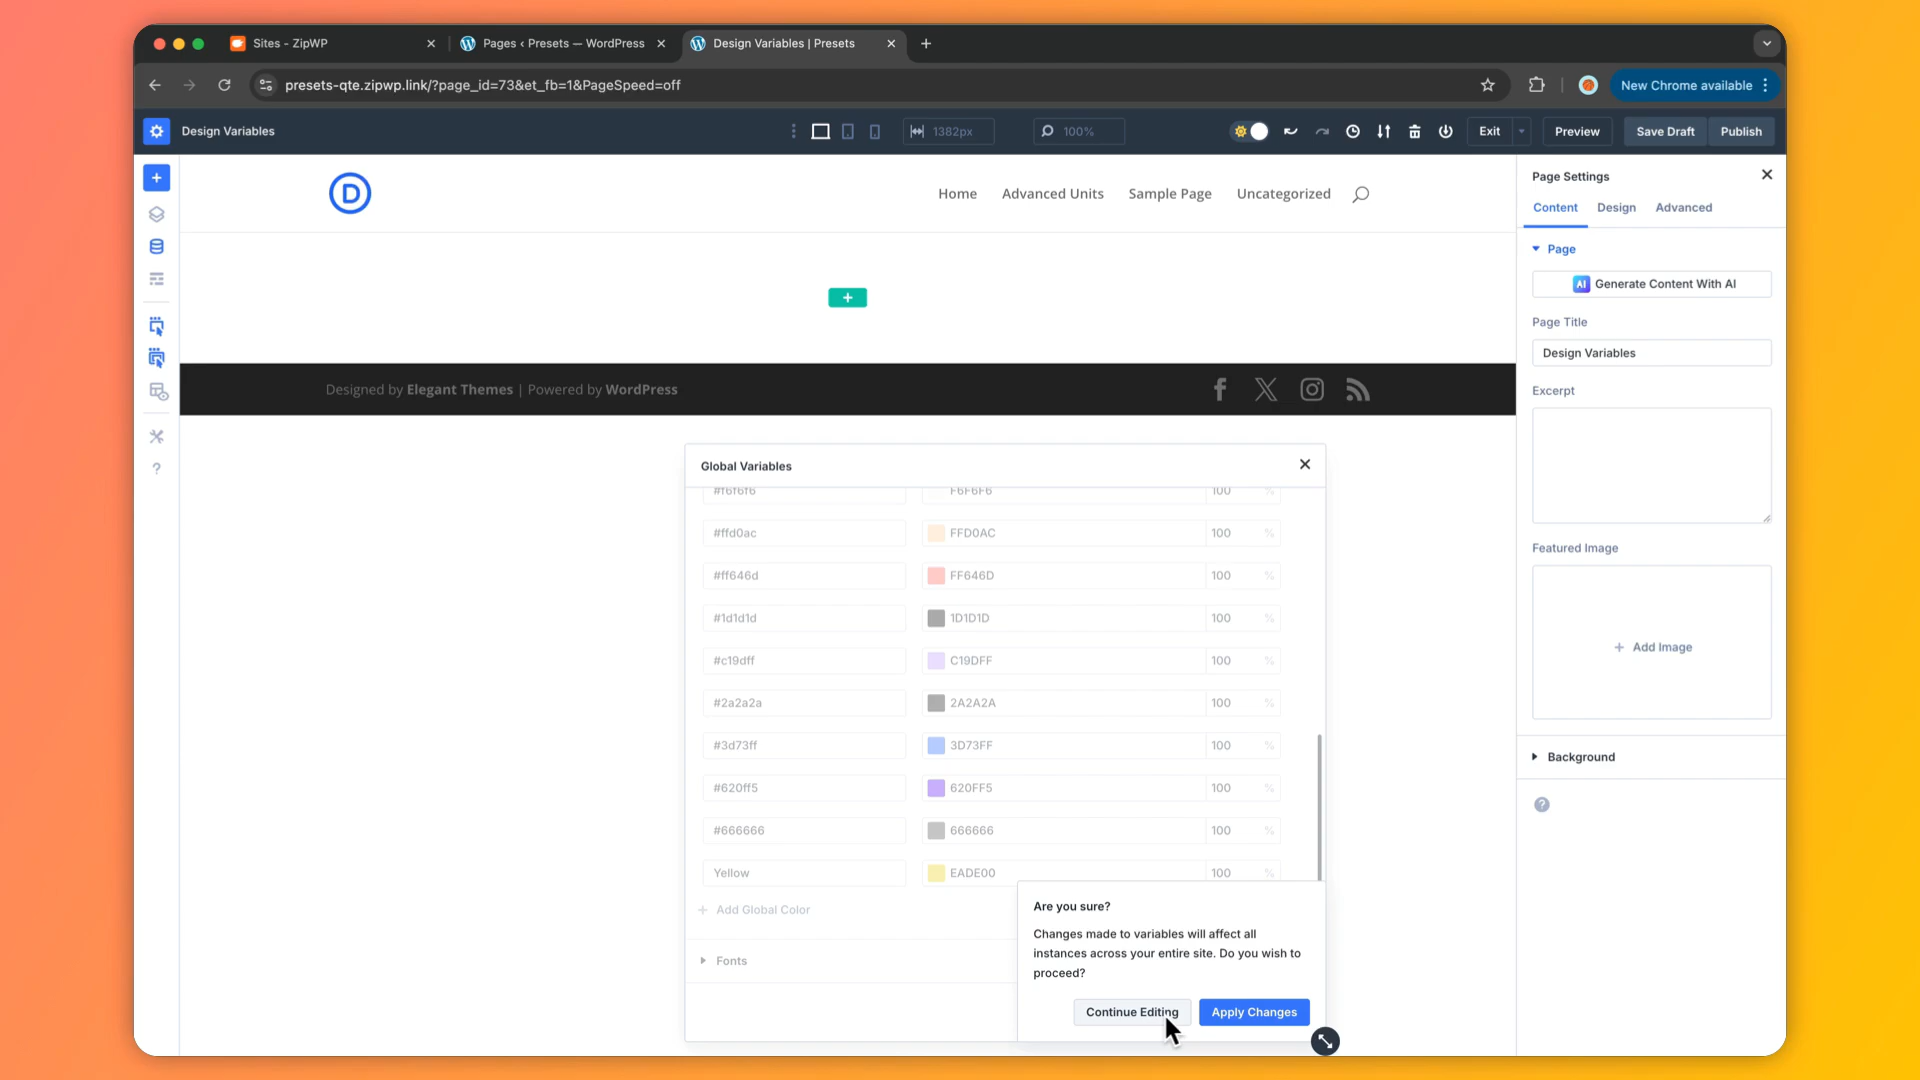 Sites - ZipWP
Pages ‹ Presets — WordPress
Design Variables | Presets
presets-qte.zipwp.link/?page_id=73&et_fb=1&PageSpeed=off
New Chrome available
Design Variables
1382px
100%
Exit
Preview
Save Draft
Publish
D
Home
Advanced Units
Sample Page
Uncategorized
Designed by Elegant Themes | Powered by WordPress
Page Settings
Content
Design
Advanced
Page
AI Generate Content With AI
Page Title
Design Variables
Excerpt
Featured Image
+ Add Image
Background
Global Variables
#f6f6f6 F6F6F6 100 %
#ffd0ac FFD0AC 100 %
#ff646d FF646D 100 %
#1d1d1d 1D1D1D 100 %
#c19dff C19DFF 100 %
#2a2a2a 2A2A2A 100 %
#3d73ff 3D73FF 100 %
#620ff5 620FF5 100 %
#666666 666666 100 %
Yellow EADE00 100 %
+ Add Global Color
Fonts
Are you sure?
Changes made to variables will affect all
instances across your entire site. Do you wish to
proceed?
Continue Editing
Apply Changes